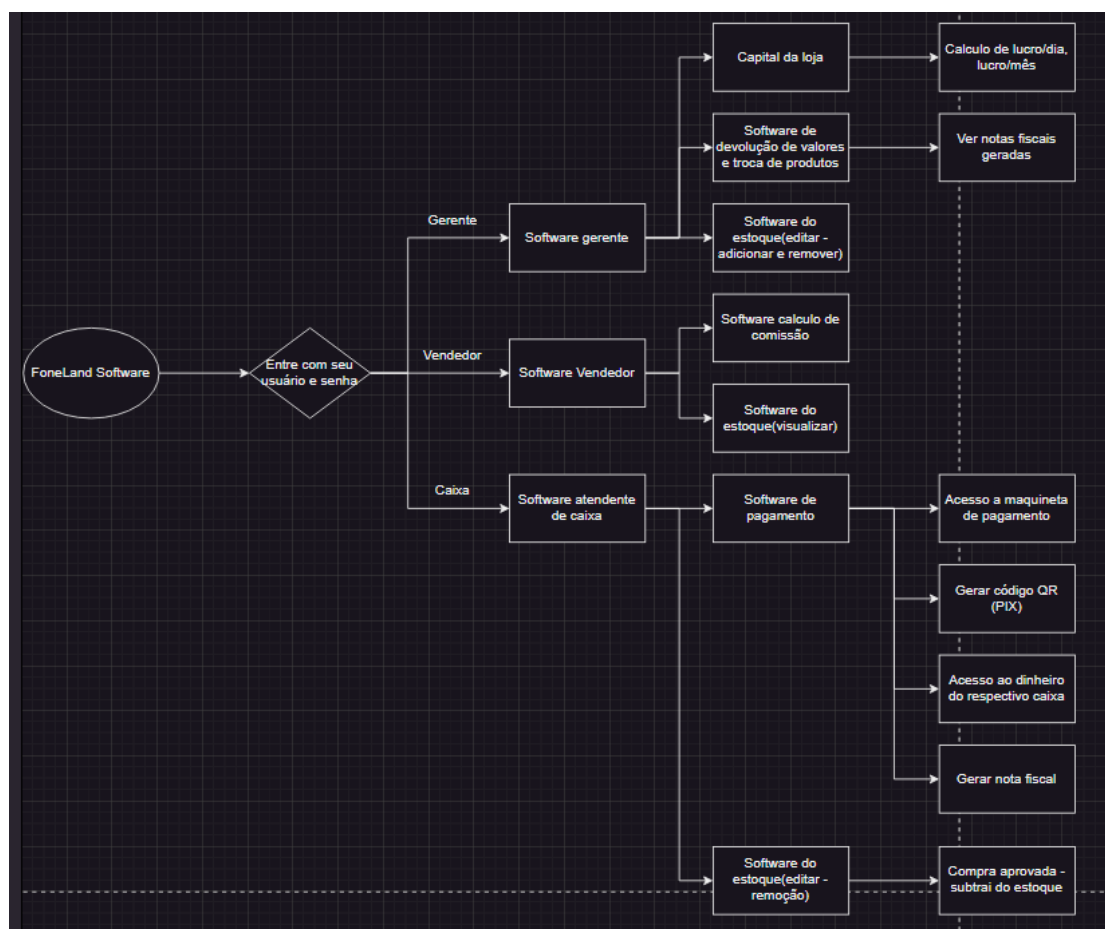 Capital da loja
Calculo de lucro/dia,
lucro/mês
Software de
devolução de valores
e troca de produtos
Ver notas fiscais
geradas
Gerente
Software gerente
Software do
estoque(editar -
adicionar e remover)
Software calculo de
comissão
Vendedor
FoneLand Software
Entre com seu
usuário e senha
Software Vendedor
Software do
estoque(visualizar)
Caixa
Software atendente
de caixa
Software de
pagamento
Acesso a maquineta
de pagamento
Gerar código QR
(PIX)
Acesso ao dinheiro
do respectivo caixa
Gerar nota fiscal
Software do
estoque(editar -
remoção)
Compra aprovada -
subtrai do estoque